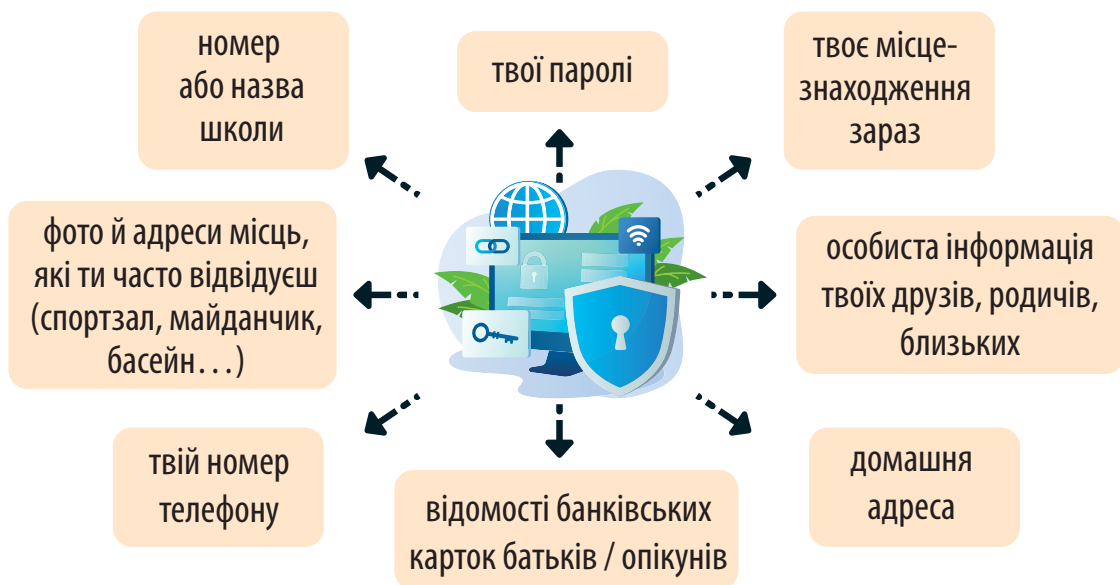 номер
або назва
школи
твої паролі
твоє місце-
знаходження
зараз
фото й адреси місць,
які ти часто відвідуєш
(спортзал, майданчик,
басейн…)
особиста інформація
твоїх друзів, родичів,
близьких
твій номер
телефону
відомості банківських
карток батьків / опікунів
домашня
адреса